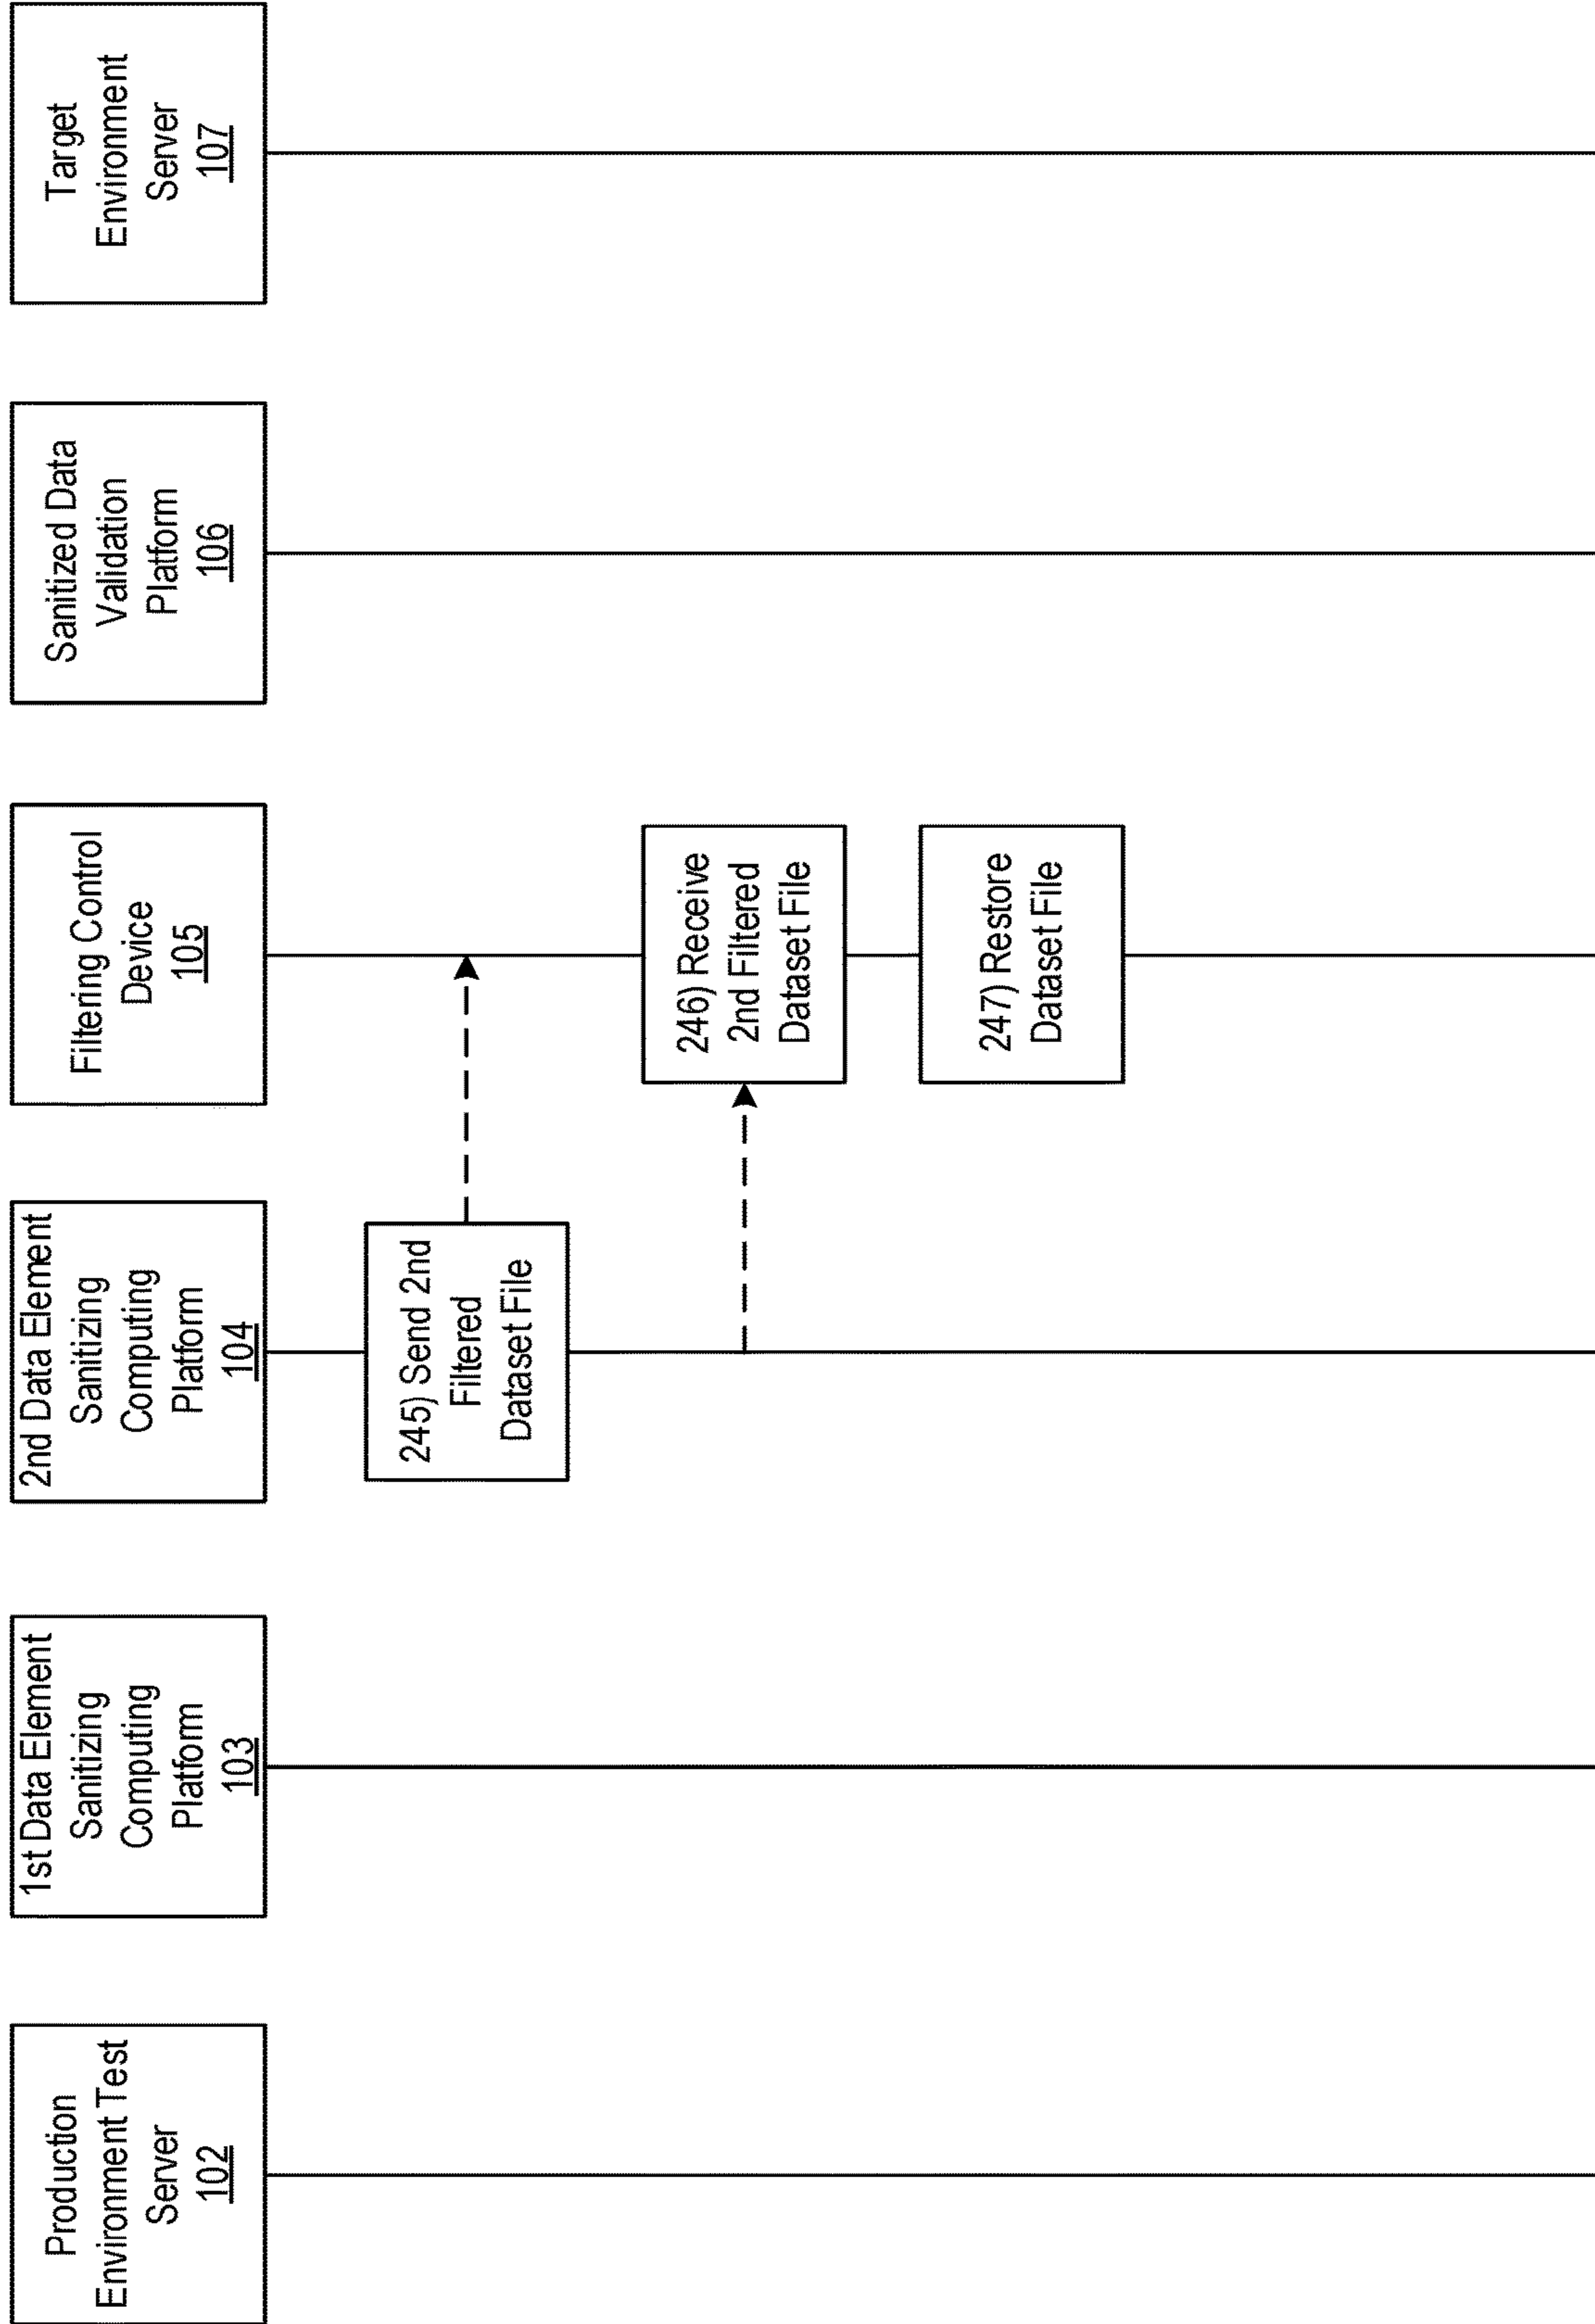 Production
Environment Test
Server
102
1st Data Element
Sanitizing
Computing
Platform
103
2nd Data Element
Sanitizing
Computing
Platform
104
Filtering Control
Device
105
Sanitized Data
Validation
Platform
106
Target
Environment
Server
107
245) Send 2nd
Filtered
Dataset File
246) Receive
2nd Filtered
Dataset File
247) Restore
Dataset File